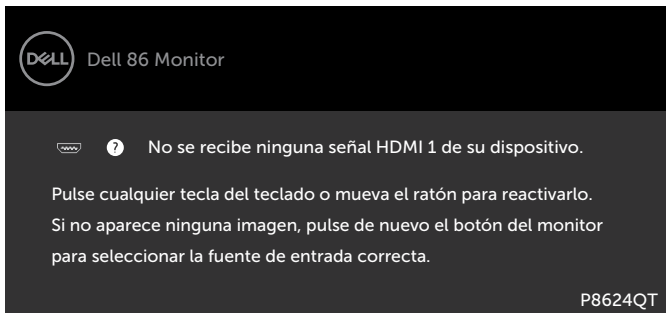 DELL
Dell 86 Monitor
? No se recibe ninguna señal HDMI 1 de su dispositivo.
Pulse cualquier tecla del teclado o mueva el ratón para reactivarlo.
Si no aparece ninguna imagen, pulse de nuevo el botón del monitor
para seleccionar la fuente de entrada correcta.
P8624QT